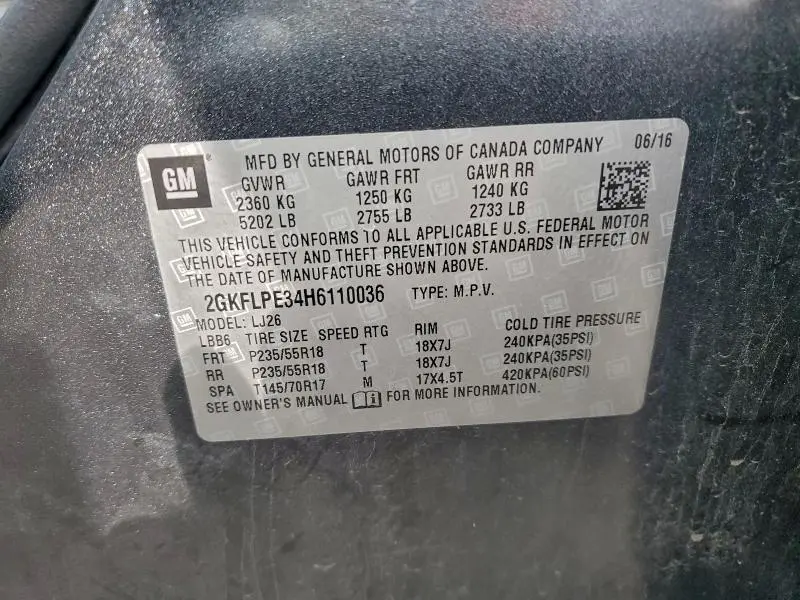 GM MFD BY GENERAL MOTORS OF CANADA COMPANY 06/16
GVWR GAWR FRT GAWR RR
2360 KG 1250 KG 1240 KG
5202 LB 2755 LB 2733 LB
THIS VEHICLE CONFORMS TO ALL APPLICABLE U.S. FEDERAL MOTOR
VEHICLE SAFETY AND THEFT PREVENTION STANDARDS IN EFFECT ON
THE DATE OF MANUFACTURE SHOWN ABOVE.
2GKFLPE34H6110036 TYPE: M.P.V.
MODEL: LJ26
LBB6 TIRE SIZE SPEED RTG RIM COLD TIRE PRESSURE
FRT P235/55R18 T 18X7J 240KPA(35PSI)
RR P235/55R18 T 18X7J 240KPA(35PSI)
SPA T145/70R17 M 17X4.5T 420KPA(60PSI)
SEE OWNER'S MANUAL FOR MORE INFORMATION.